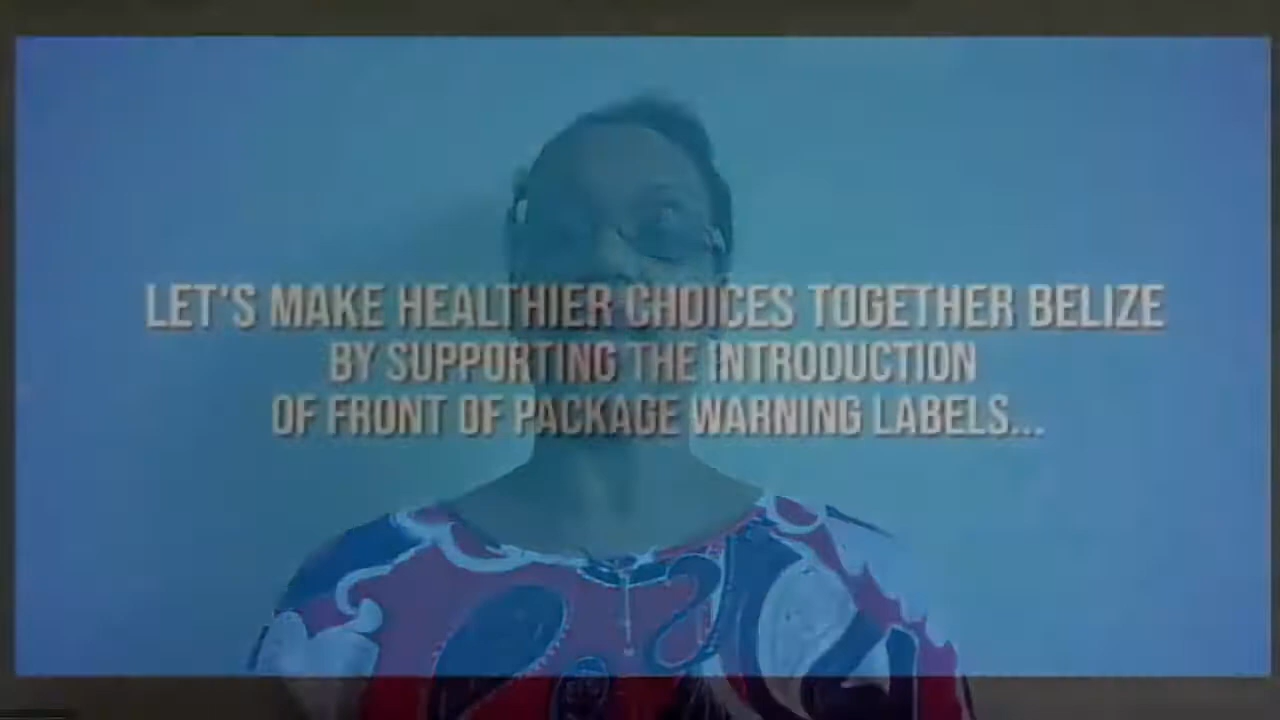 LET'S MAKE HEALTHIER CHOICES TOGETHER BELIZE
BY SUPPORTING THE INTRODUCTION
OF FRONT OF PACKAGE WARNING LABELS...